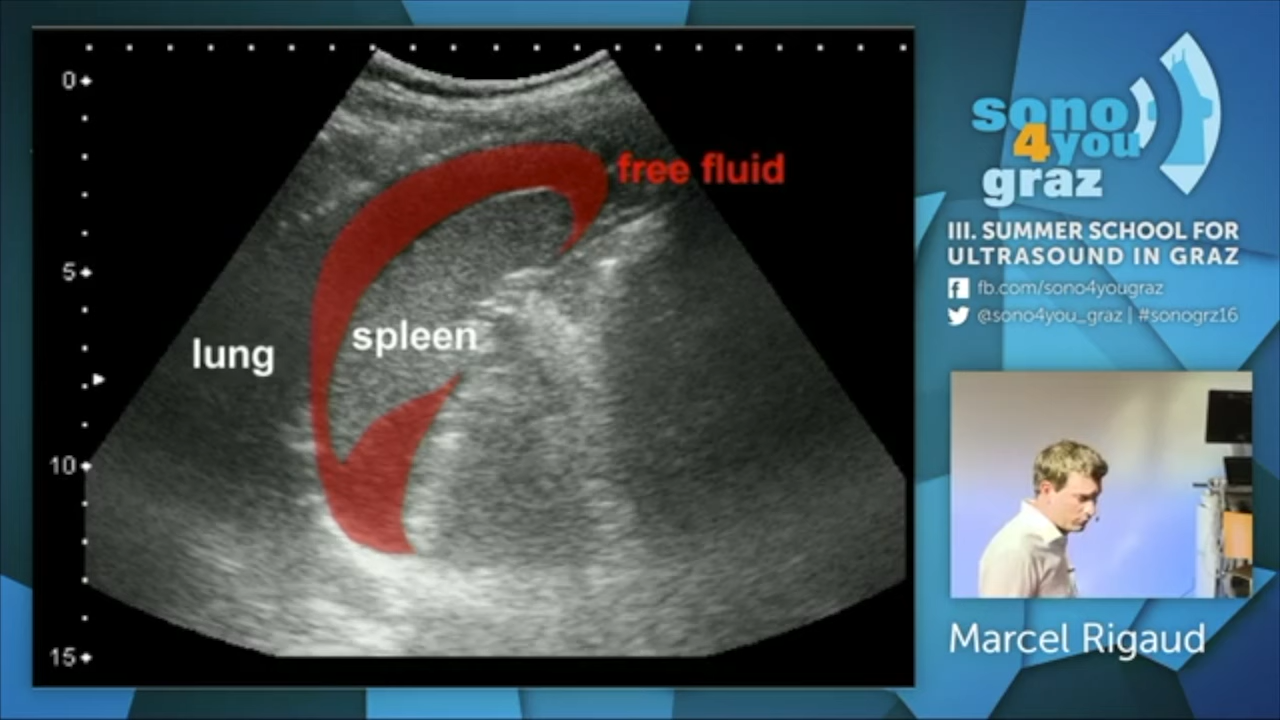 0
5
10
15
free fluid
lung
spleen
sono
4you
graz
III. SUMMER SCHOOL FOR
ULTRASOUND IN GRAZ
fb.com/sono4yougraz
@sono4you_graz | #sonogrz16
Marcel Rigaud